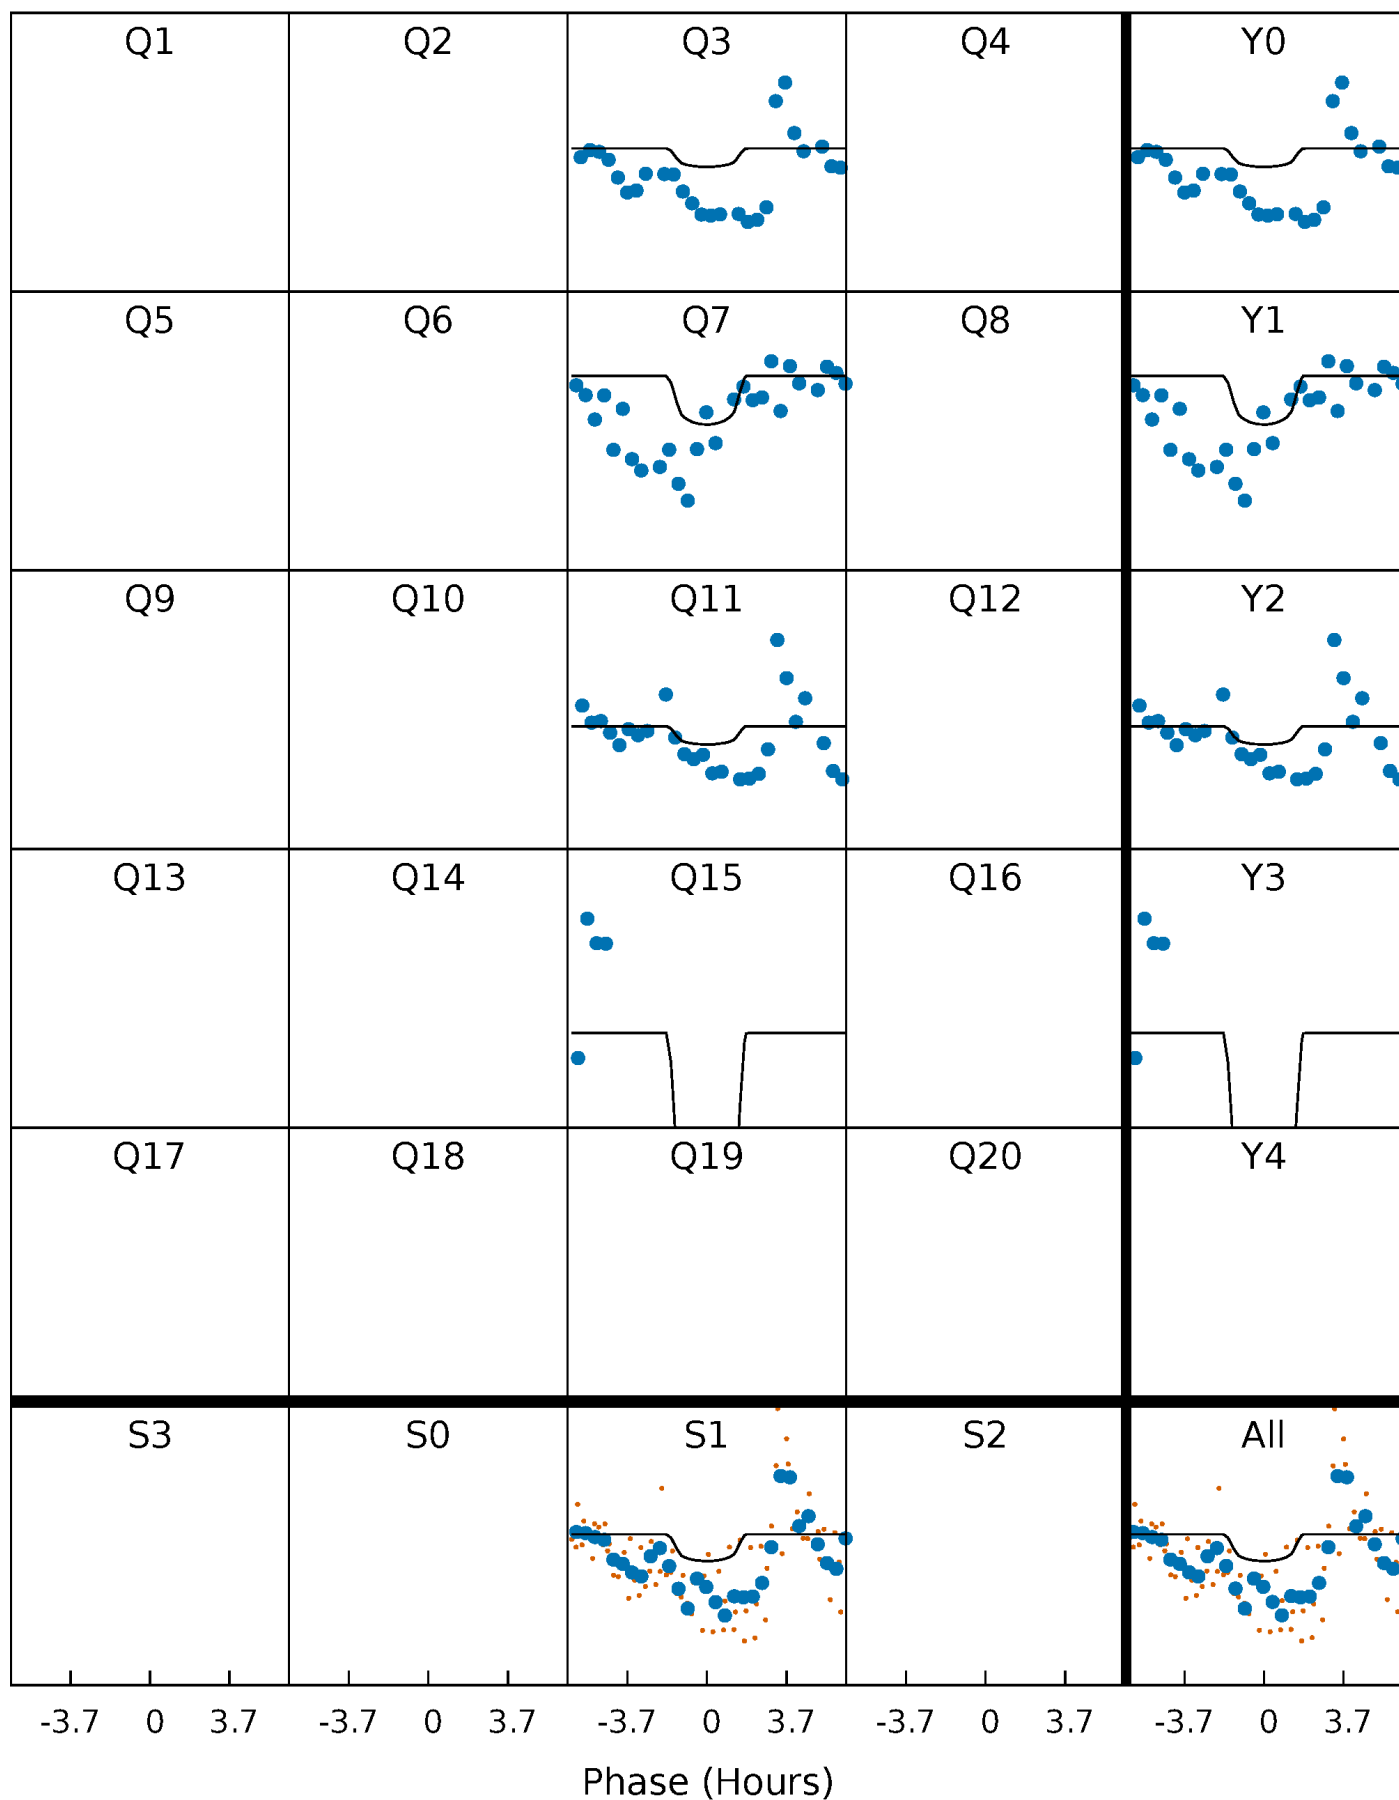 Q1 Q2 Q3 Q4 Y0
Q5 Q6 Q7 Q8 Y1
Q9 Q10 Q11 Q12 Y2
Q13 Q14 Q15 Q16 Y3
Q17 Q18 Q19 Q20 Y4
S3 S0 S1 S2 All
-3.7 0 3.7 -3.7 0 3.7 -3.7 0 3.7 -3.7 0 3.7 -3.7 0 3.7
Phase (Hours)